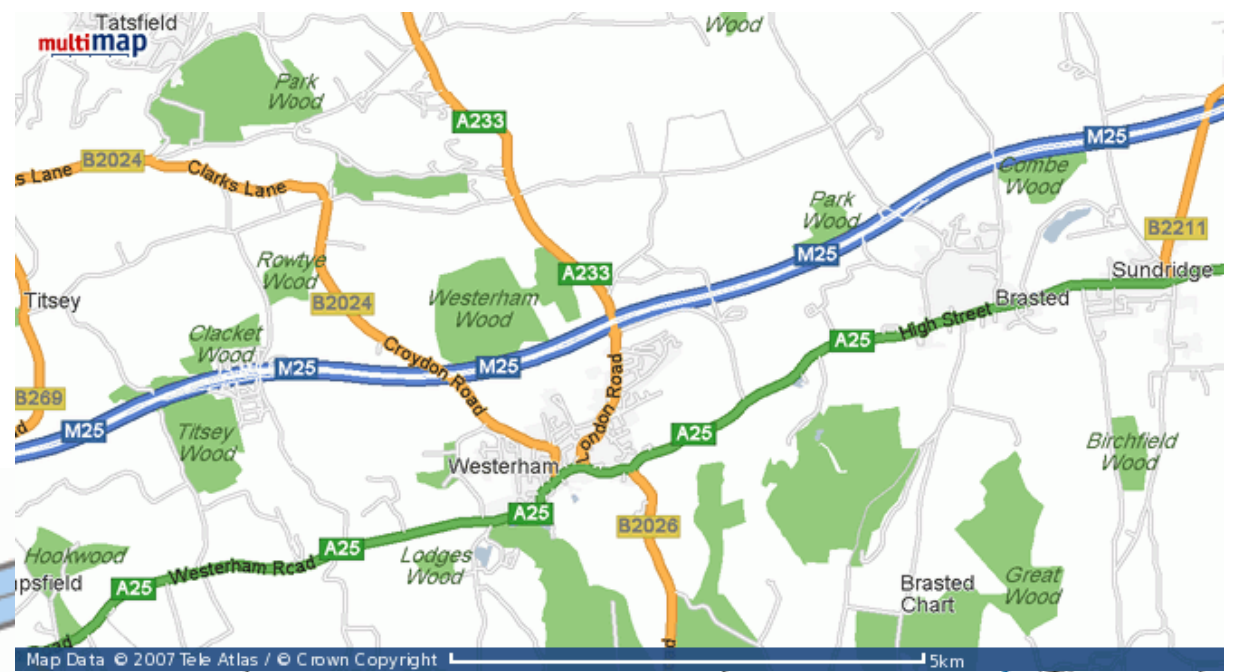 Tatsfield
multimap
Wood
Park
Wood
A233
M25
B2024
s Lane
Clarks Lane
Combe
Wood
Park
Wood
B2211
M25
Rowtye
Wood
A233
Sundridge
Titsey
B2024
Westerham
Wood
Brasted
High Street
Clacket
Wood
A25
Croydon Road
M25
M25
London Road
B269
d
M25
Titsey
Wood
A25
Birchfield
Wood
Westerham
A25
B2026
Hookwood
A25
Lodges
Wood
Westerham Road
psfield
A25
Brasted
Chart
Great
Wood
Road
d
Map Data © 2007 Tele Atlas / © Crown Copyright
5km